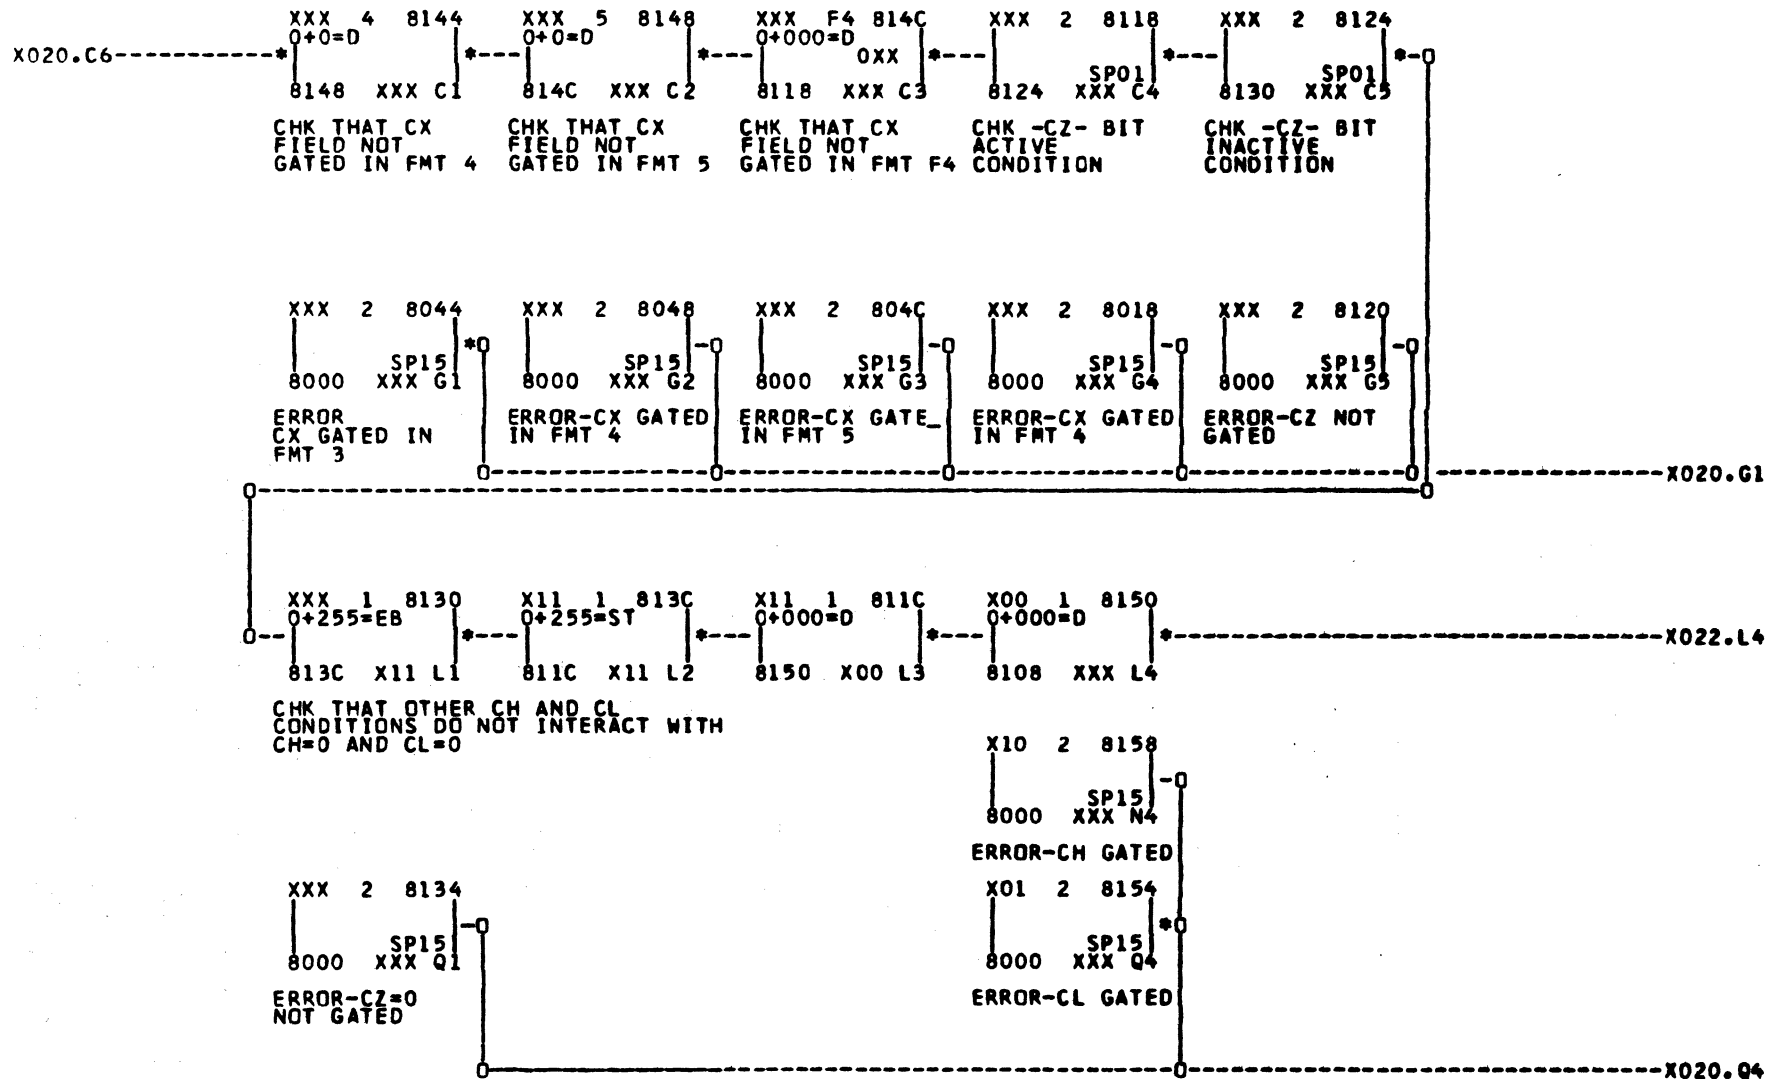 XXX 4 8144 XXX 5 8148 XXX F4 814C XXX 2 8118 XXX 2 8124
0+0=D 0+0=D 0+000=D
X020.C6------------* *--- *--- 0XX *--- *--- *-0
SP01 SP01
8148 XXX C1 814C XXX C2 8118 XXX C3 8124 XXX C4 8130 XXX C5
CHK THAT CX CHK THAT CX CHK THAT CX CHK -CZ- BIT CHK -CZ- BIT
FIELD NOT FIELD NOT FIELD NOT ACTIVE INACTIVE
GATED IN FMT 4 GATED IN FMT 5 GATED IN FMT F4 CONDITION CONDITION
XXX 2 8044 XXX 2 8048 XXX 2 804C XXX 2 8018 XXX 2 8120
*0 -0 -0 -0 -0
SP15 SP15 SP15 SP15 SP15
8000 XXX G1 8000 XXX G2 8000 XXX G3 8000 XXX G4 8000 XXX G5
ERROR ERROR-CX GATED ERROR-CX GATE_ ERROR-CX GATED ERROR-CZ NOT
CX GATED IN IN FMT 4 IN FMT 5 IN FMT 4 GATED
FMT 3
X020.G1
XXX 1 8130 X11 1 813C X11 1 811C X00 1 8150
0+255=EB 0+255=ST 0+000=D 0+000=D
0-- *--- *--- *--- *---X022.L4
813C X11 L1 811C X11 L2 8150 X00 L3 8108 XXX L4
CHK THAT OTHER CH AND CL
CONDITIONS DO NOT INTERACT WITH
CH=0 AND CL=0
X10 2 8158
-0
SP15
8000 XXX N4
ERROR-CH GATED
XXX 2 8134 X01 2 8154
-0 *0
SP15 SP15
8000 XXX Q1 8000 XXX Q4
ERROR-CZ=0 ERROR-CL GATED
NOT GATED
X020.Q4